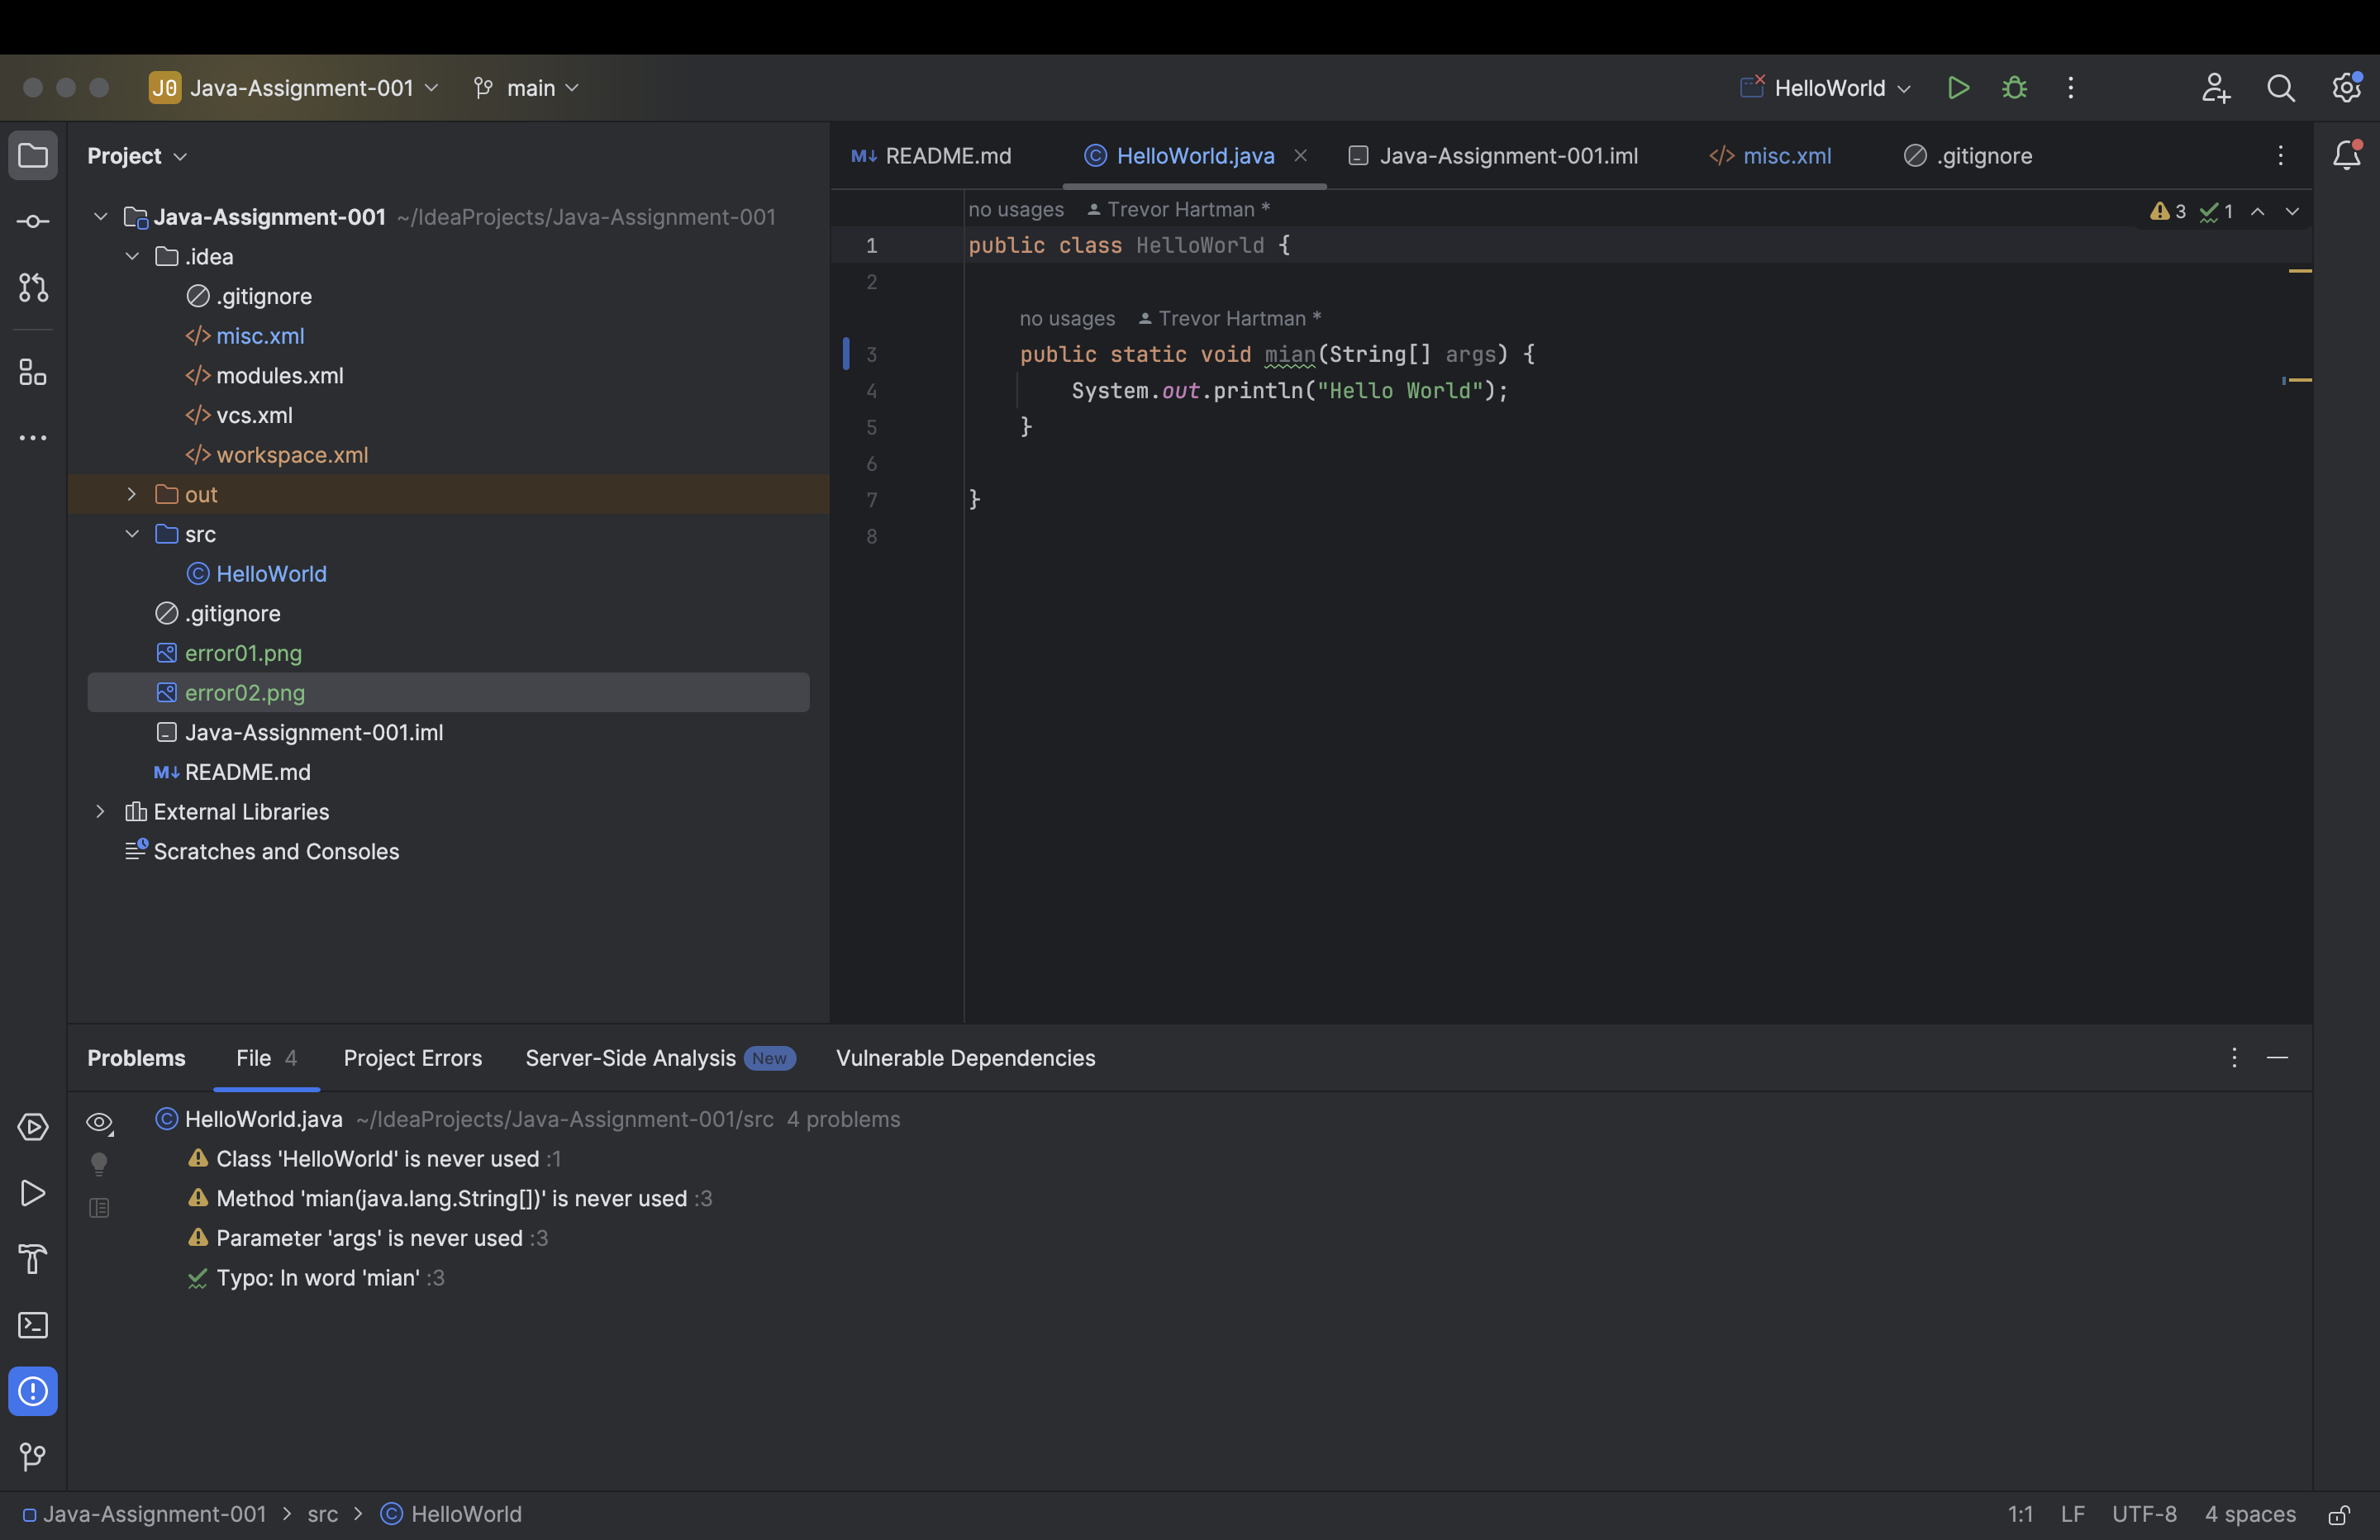 J0 Java-Assignment-001 main HelloWorld
Project
Java-Assignment-001 ~/IdeaProjects/Java-Assignment-001
.idea
.gitignore
</> misc.xml
</> modules.xml
</> vcs.xml
</> workspace.xml
out
src
C HelloWorld
.gitignore
error01.png
error02.png
Java-Assignment-001.iml
M↓ README.md
External Libraries
Scratches and Consoles
M↓ README.md C HelloWorld.java Java-Assignment-001.iml </> misc.xml .gitignore
no usages Trevor Hartman *
3 1
1 public class HelloWorld {
2
no usages Trevor Hartman *
3 public static void mian(String[] args) {
4 System.out.println("Hello World");
5 }
6
7 }
8
Problems File 4 Project Errors Server-Side Analysis New Vulnerable Dependencies
C HelloWorld.java ~/IdeaProjects/Java-Assignment-001/src 4 problems
Class 'HelloWorld' is never used :1
Method 'mian(java.lang.String[])' is never used :3
Parameter 'args' is never used :3
Typo: In word 'mian' :3
Java-Assignment-001 > src > C HelloWorld
1:1 LF UTF-8 4 spaces